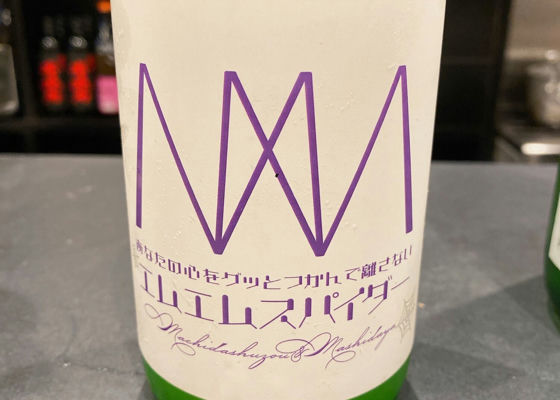 MM
あなたの心をグッとつかんで離さない
エムエムスパイダー
Machidashuzou & Mashidaya